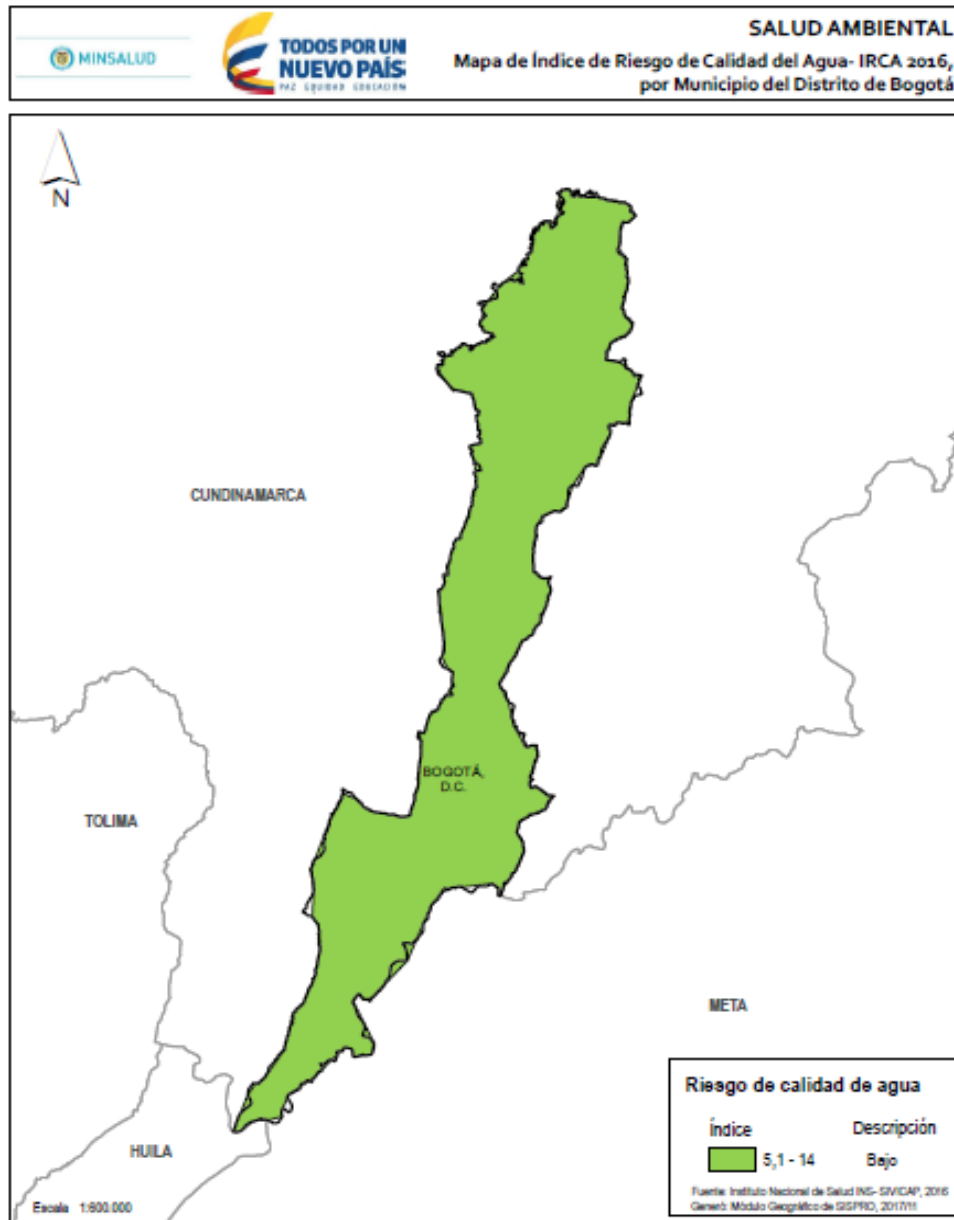 MINSALUD
TODOS POR UN
NUEVO PAÍS
PAZ EQUIDAD EDUCACIÓN
SALUD AMBIENTAL
Mapa de Índice de Riesgo de Calidad del Agua- IRCA 2016,
por Municipio del Distrito de Bogotá
N
CUNDINAMARCA
BOGOTÁ,
D.C.
TOLIMA
META
HUILA
Escala 1:600.000
Riesgo de calidad de agua
Índice Descripción
5,1 - 14 Bajo
Fuente: Instituto Nacional de Salud INS- SIVICAP, 2016
Generó: Módulo Geográfico de SISPRO, 2017/11